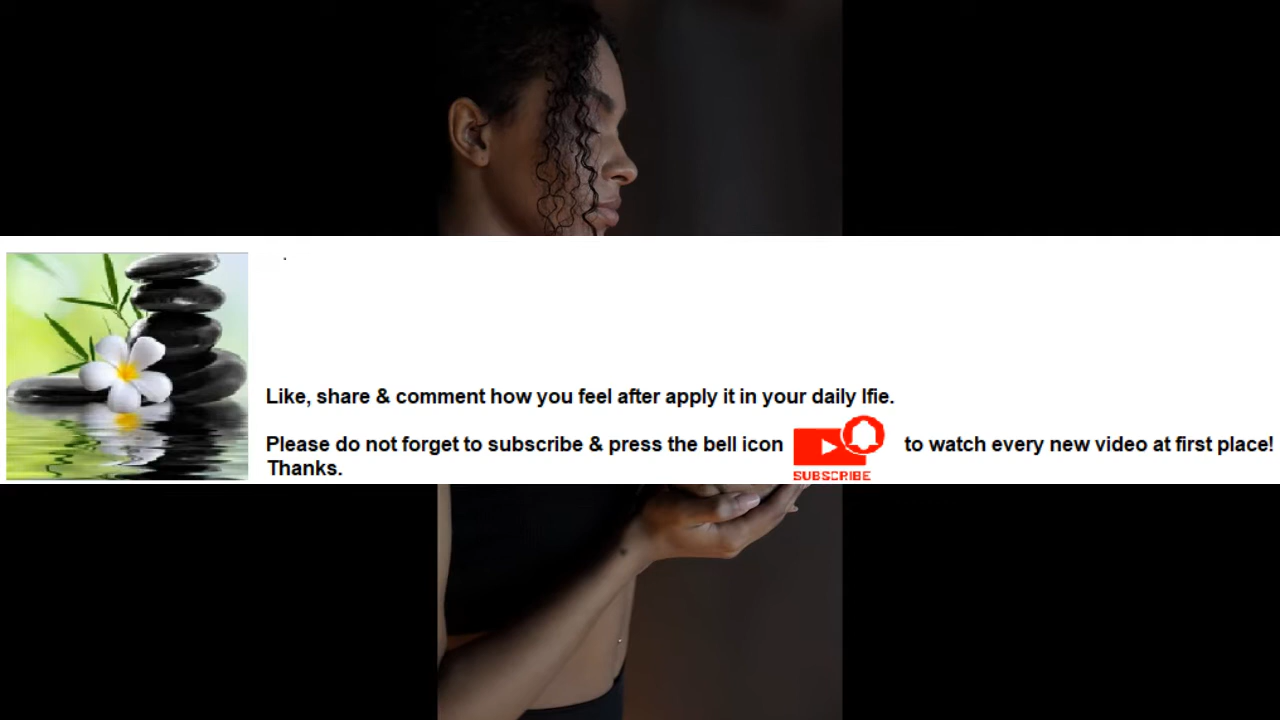 .
Like, share & comment how you feel after apply it in your daily lfie.
Please do not forget to subscribe & press the bell icon SUBSCRIBE to watch every new video at first place!
Thanks.